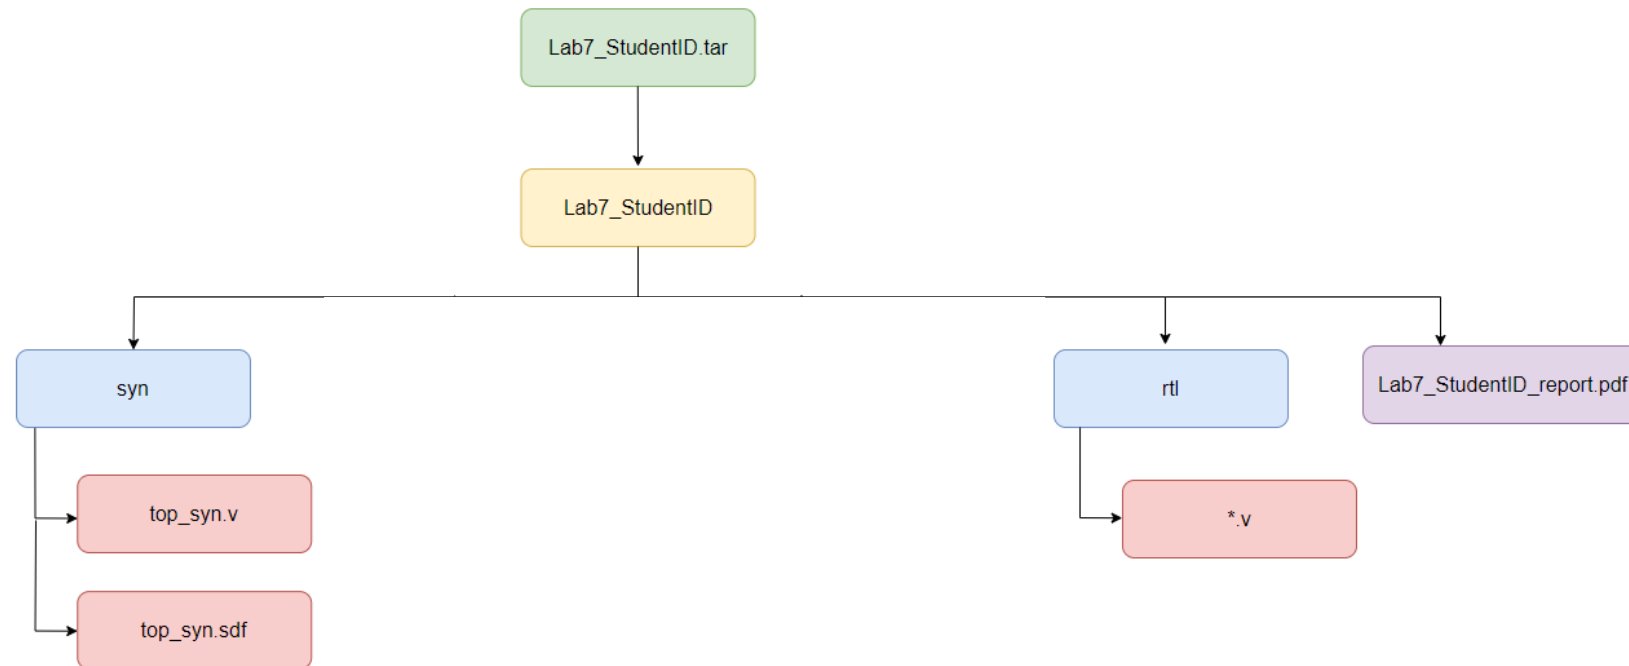 Lab7_StudentID.tar
Lab7_StudentID
syn
rtl
Lab7_StudentID_report.pdf
top_syn.v
*.v
top_syn.sdf